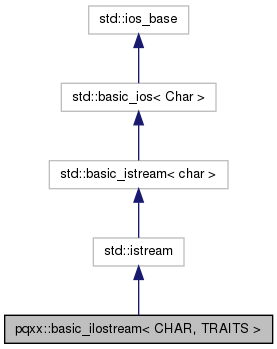 std::ios_base
std::basic_ios< Char >
std::basic_istream< char >
std::istream
pqxx::basic_ilostream< CHAR, TRAITS >